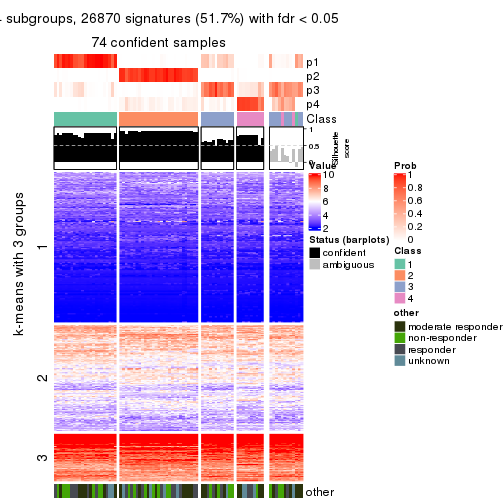 subgroups, 26870 signatures (51.7%) with fdr < 0.05
74 confident samples
p1
p2
p3
p4
Class
1
0.5
0
Silhouette
score
k-means with 3 groups
1
2
3
other
Value
10
8
6
4
2
Status (barplots)
confident
ambiguous
Prob
1
0.8
0.6
0.4
0.2
0
Class
1
2
3
4
other
moderate responder
non-responder
responder
unknown